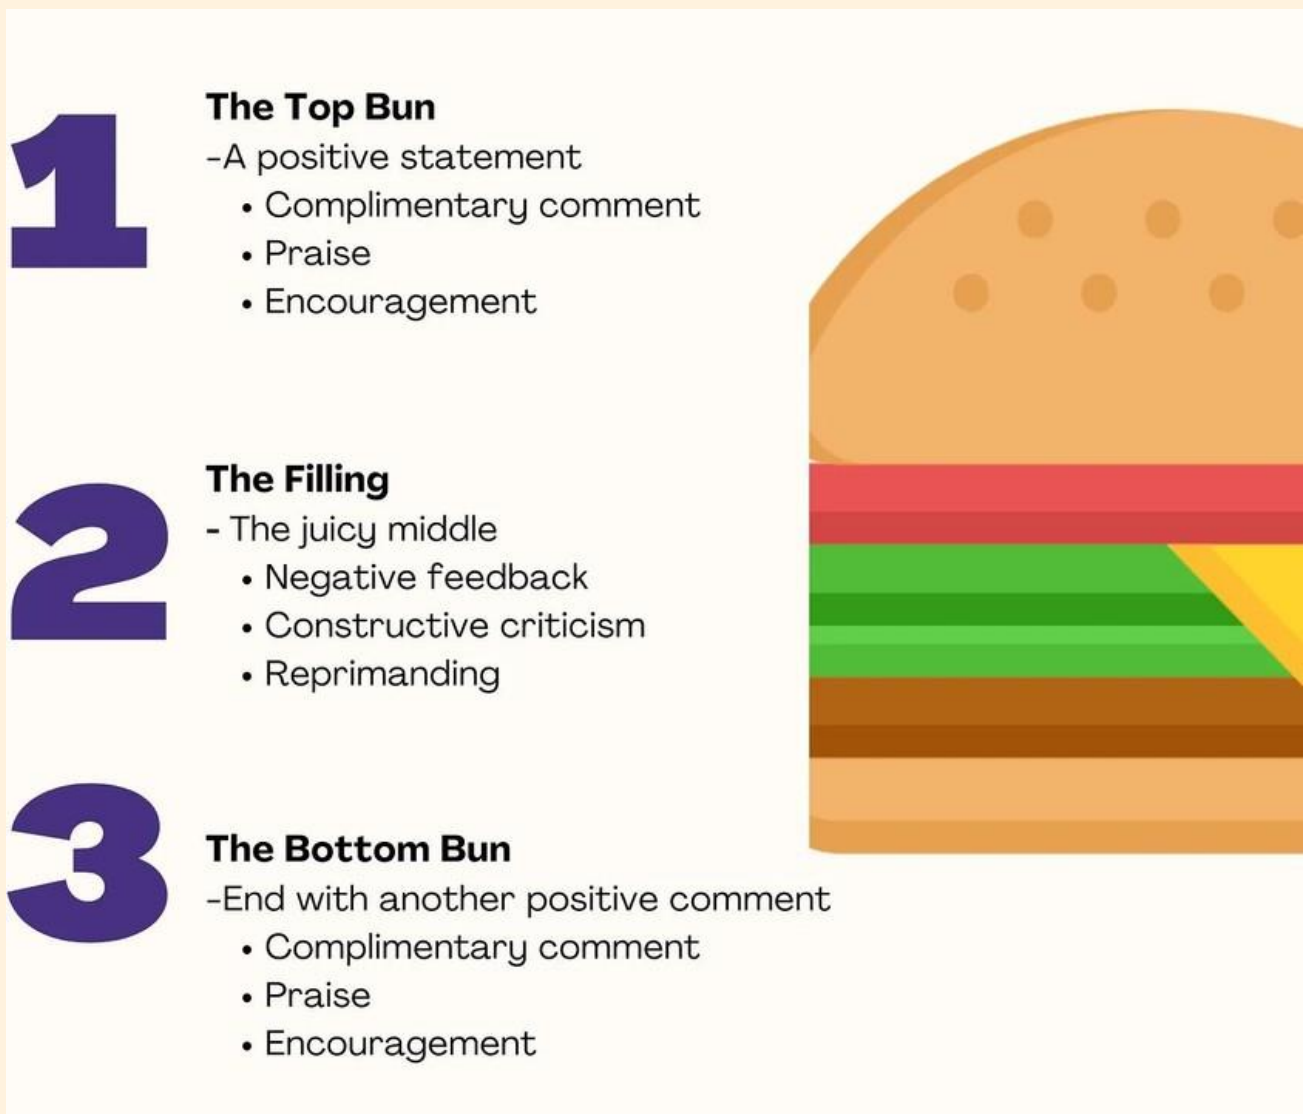 1
The Top Bun
-A positive statement
• Complimentary comment
• Praise
• Encouragement
2
The Filling
- The juicy middle
• Negative feedback
• Constructive criticism
• Reprimanding
3
The Bottom Bun
-End with another positive comment
• Complimentary comment
• Praise
• Encouragement